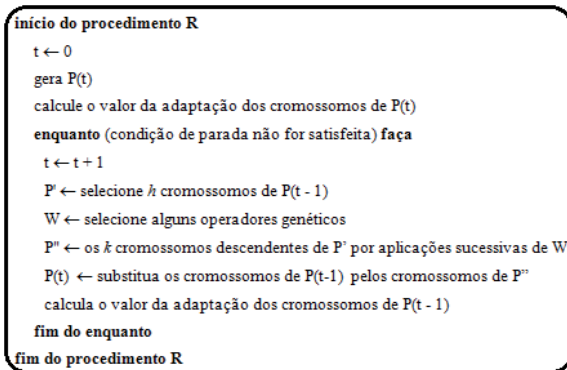 início do procedimento R
t ← 0
gera P(t)
calcule o valor da adaptação dos cromossomos de P(t)
enquanto (condição de parada não for satisfeita) faça
t ← t + 1
P' ← selecione h cromossomos de P(t - 1)
W ← selecione alguns operadores genéticos
P" ← os k cromossomos descendentes de P' por aplicações sucessivas de W
P(t) ← substitua os cromossomos de P(t-1) pelos cromossomos de P"
calcula o valor da adaptação dos cromossomos de P(t - 1)
fim do enquanto
fim do procedimento R